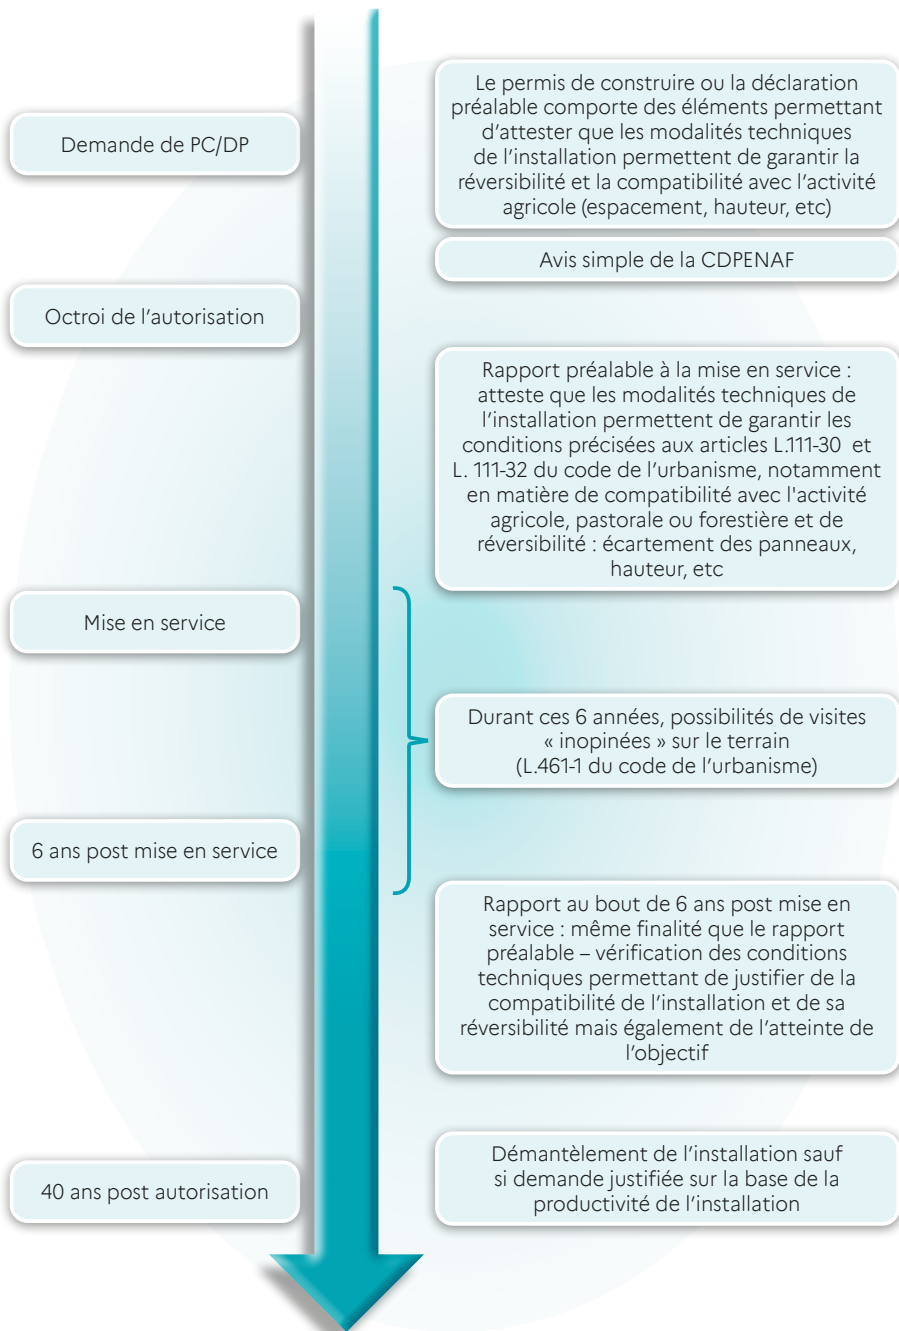 Le permis de construire ou la déclaration
préalable comporte des éléments permettant
d’attester que les modalités techniques
de l’installation permettent de garantir la
réversibilité et la compatibilité avec l’activité
agricole (espacement, hauteur, etc)
Demande de PC/DP
Avis simple de la CDPENAF
Octroi de l’autorisation
Rapport préalable à la mise en service :
atteste que les modalités techniques de
l’installation permettent de garantir les
conditions précisées aux articles L.111-30 et
L. 111-32 du code de l’urbanisme, notamment
en matière de compatibilité avec l'activité
agricole, pastorale ou forestière et de
réversibilité : écartement des panneaux,
hauteur, etc
Mise en service
Durant ces 6 années, possibilités de visites
« inopinées » sur le terrain
(L.461-1 du code de l’urbanisme)
6 ans post mise en service
Rapport au bout de 6 ans post mise en
service : même finalité que le rapport
préalable – vérification des conditions
techniques permettant de justifier de la
compatibilité de l’installation et de sa
réversibilité mais également de l’atteinte de
l’objectif
40 ans post autorisation
Démantèlement de l’installation sauf
si demande justifiée sur la base de la
productivité de l’installation